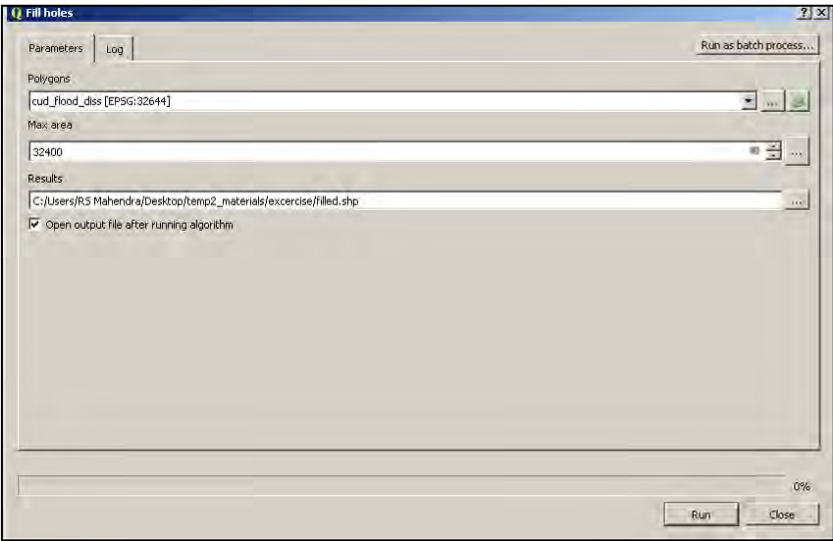 Fill holes
Parameters
Log
Run as batch process...
Polygons
cud_flood_diss [EPSG:32644]
...
Max area
32400
...
Results
C:/Users/RS Mahendra/Desktop/temp2_materials/excercise/filled.shp
...
Open output file after running algorithm
0%
Run
Close